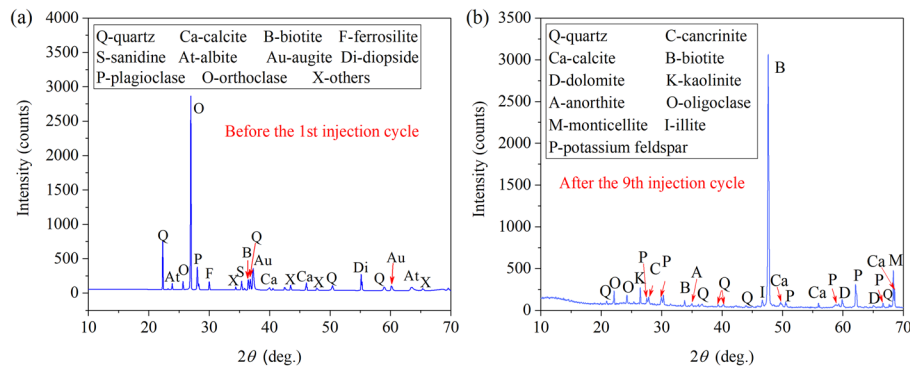 (a)
4000
3500
3000
2500
2000
1500
1000
500
0
Intensity (counts)
Q-quartz Ca-calcite B-biotite F-ferrosilite
S-sanidine At-albite Au-augite Di-diopside
P-plagioclase O-orthoclase X-others
Before the 1st injection cycle
Q At O O P F X S B Q Au Ca X Ca X Q Di Q Au At X
10 20 30 40 50 60 70
2θ (deg.)
(b)
3500
3000
2500
2000
1500
1000
500
0
Intensity (counts)
Q-quartz C-cancrinite
Ca-calcite B-biotite
D-dolomite K-kaolinite
A-anorthite O-oligoclase
M-monticellite I-illite
P-potassium feldspar
After the 9th injection cycle
Q O O K P C P B A Q Q Q I B Ca P Ca P D P D P Q Ca M
10 20 30 40 50 60 70
2θ (deg.)